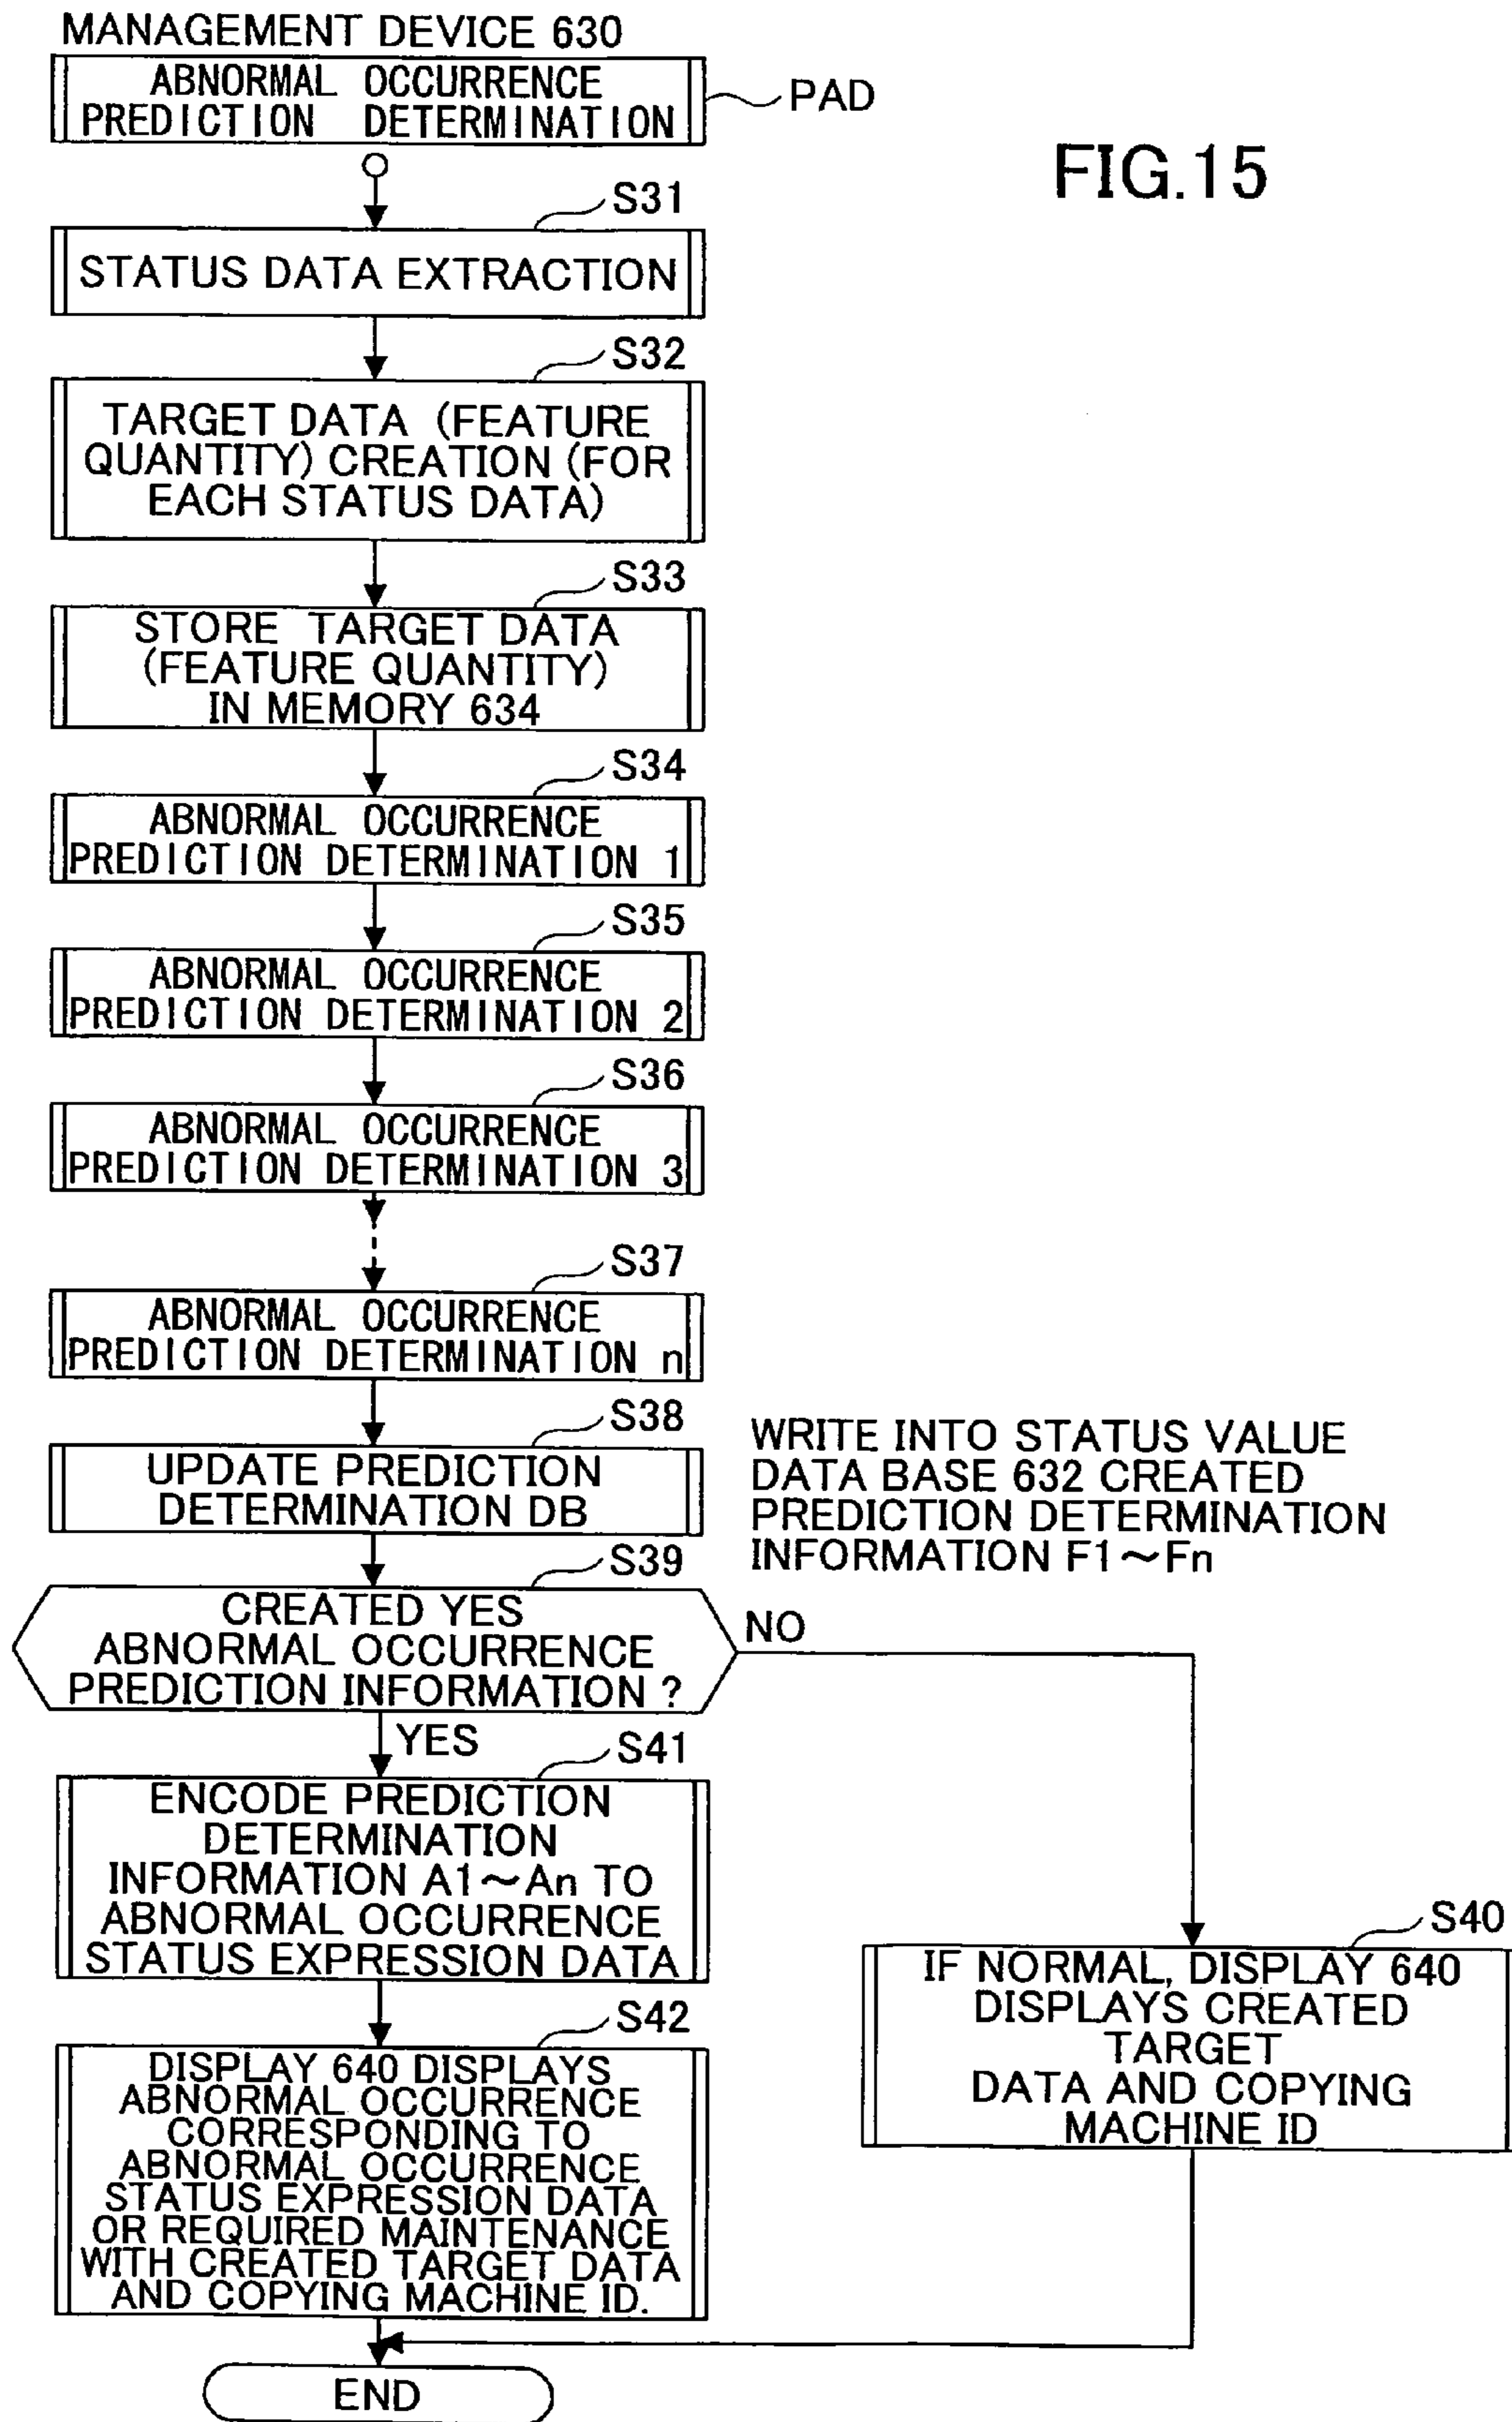 MANAGEMENT DEVICE 630
ABNORMAL OCCURRENCE
PREDICTION DETERMINATION
PAD
FIG.15
S31
STATUS DATA EXTRACTION
S32
TARGET DATA (FEATURE
QUANTITY) CREATION (FOR
EACH STATUS DATA)
S33
STORE TARGET DATA
(FEATURE QUANTITY)
IN MEMORY 634
S34
ABNORMAL OCCURRENCE
PREDICTION DETERMINATION 1
S35
ABNORMAL OCCURRENCE
PREDICTION DETERMINATION 2
S36
ABNORMAL OCCURRENCE
PREDICTION DETERMINATION 3
S37
ABNORMAL OCCURRENCE
PREDICTION DETERMINATION n
S38
UPDATE PREDICTION
DETERMINATION DB
WRITE INTO STATUS VALUE
DATA BASE 632 CREATED
PREDICTION DETERMINATION
INFORMATION F1～Fn
S39
CREATED YES
ABNORMAL OCCURRENCE
PREDICTION INFORMATION ?
NO
YES
S41
ENCODE PREDICTION
DETERMINATION
INFORMATION A1～An TO
ABNORMAL OCCURRENCE
STATUS EXPRESSION DATA
S40
IF NORMAL, DISPLAY 640
DISPLAYS CREATED
TARGET
DATA AND COPYING
MACHINE ID
S42
DISPLAY 640 DISPLAYS
ABNORMAL OCCURRENCE
CORRESPONDING TO
ABNORMAL OCCURRENCE
STATUS EXPRESSION DATA
OR REQUIRED MAINTENANCE
WITH CREATED TARGET DATA
AND COPYING MACHINE ID.
END